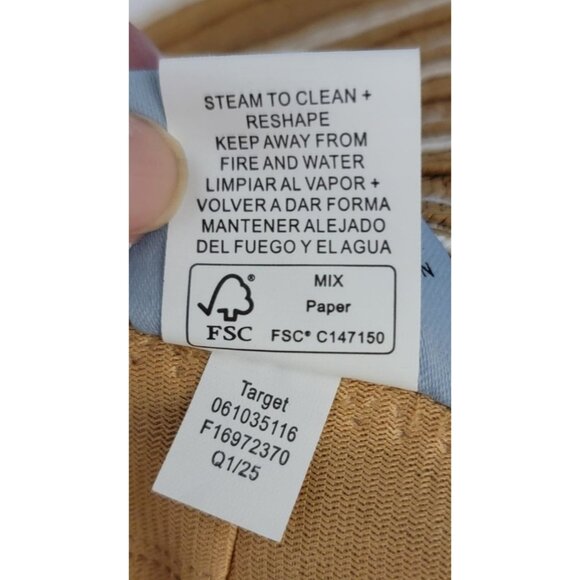 STEAM TO CLEAN +
RESHAPE
KEEP AWAY FROM
FIRE AND WATER
LIMPIAR AL VAPOR +
VOLVER A DAR FORMA
MANTENER ALEJADO
DEL FUEGO Y EL AGUA
FSC®
MIX
Paper
FSC® C147150
Target
061035116
F16972370
Q1/25